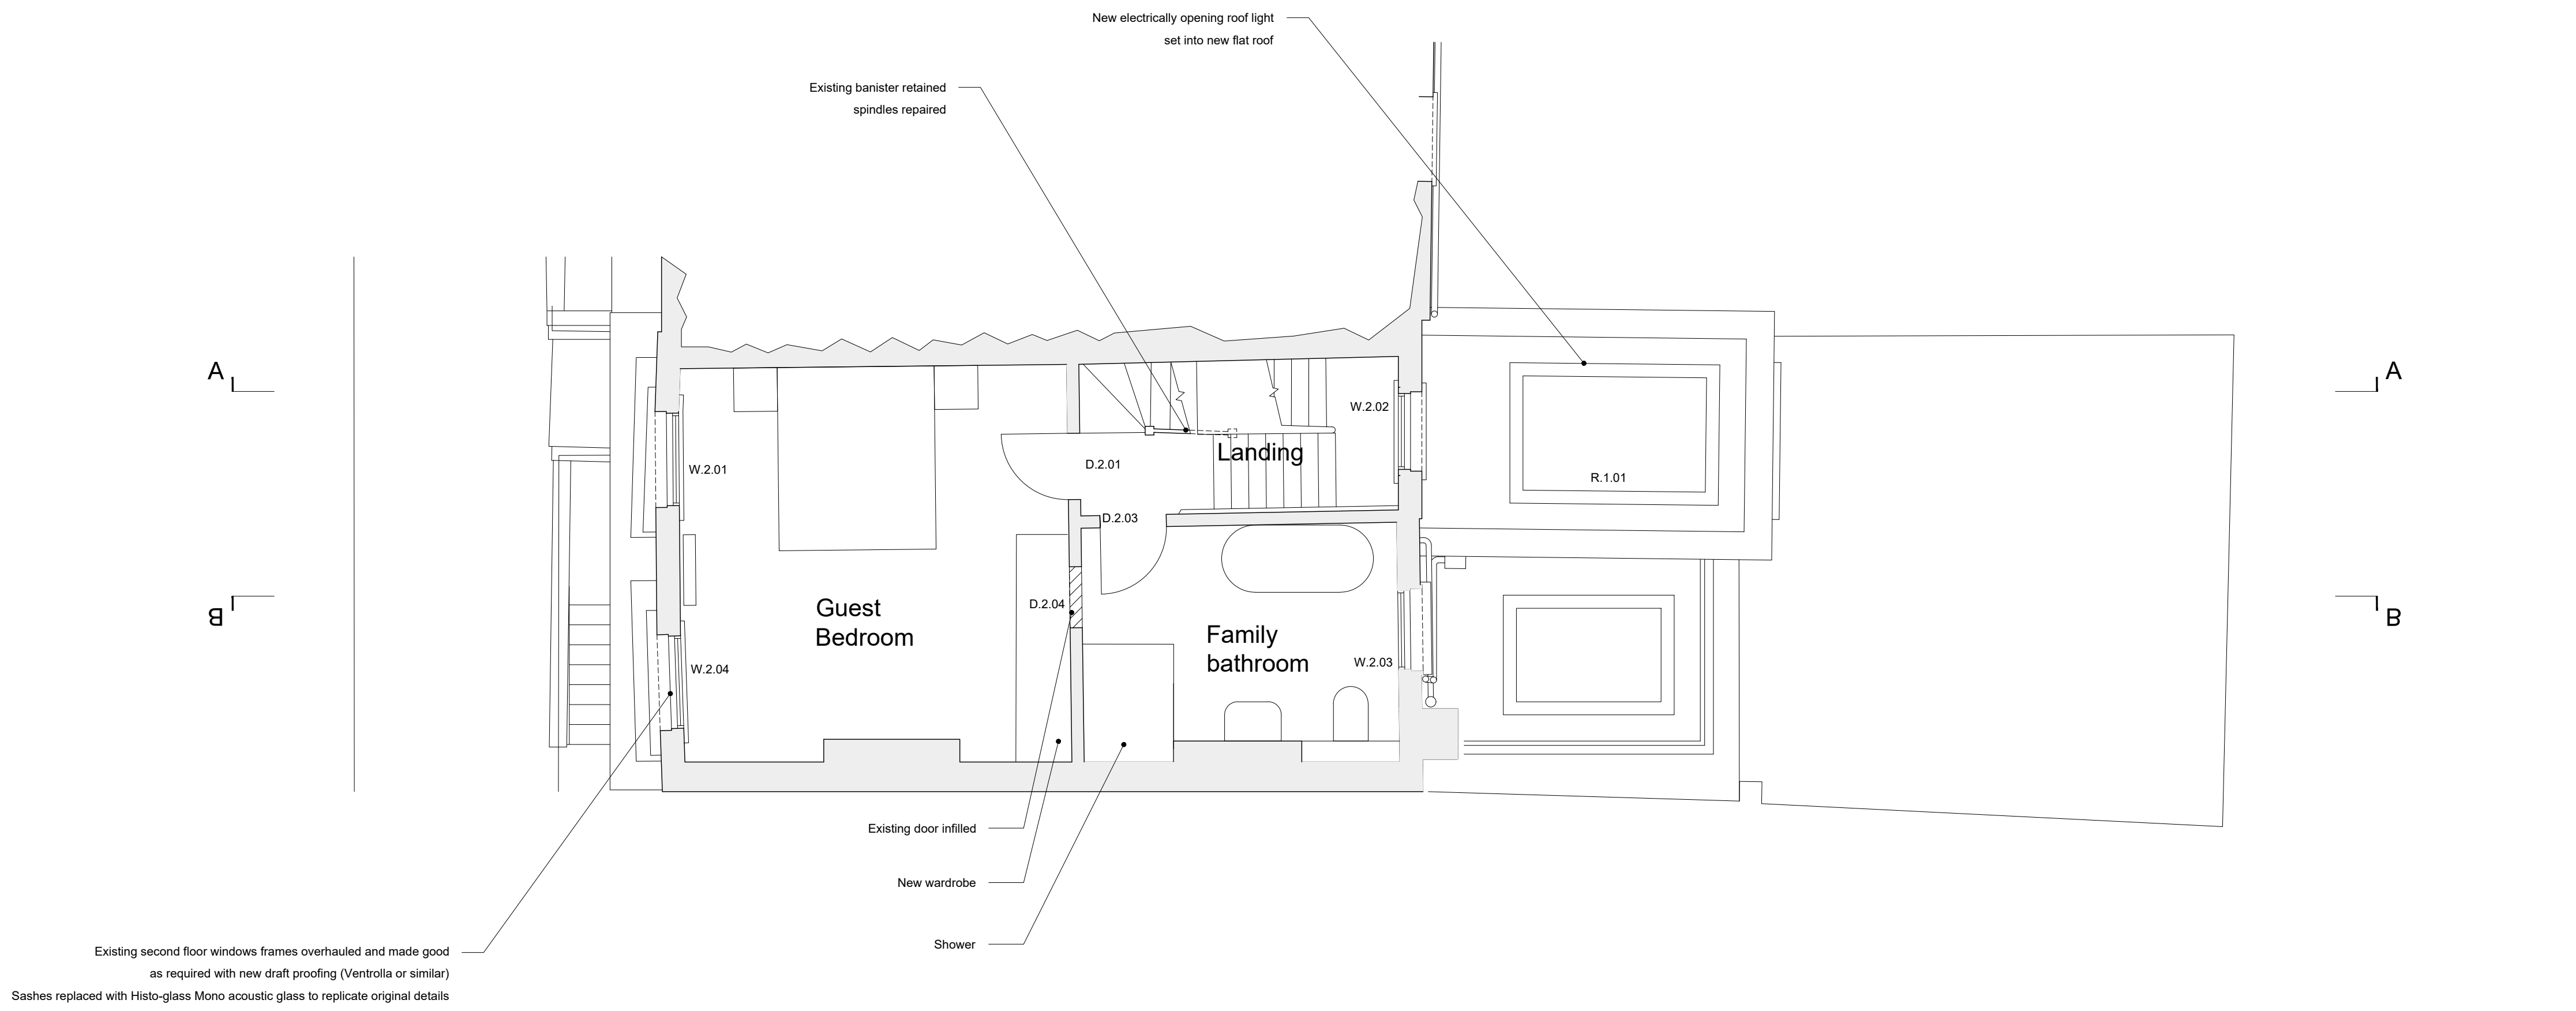 New electrically opening roof light
set into new flat roof
Existing banister retained
spindles repaired
A
A
W.2.02
Landing
D.2.01
W.2.01
R.1.01
D.2.03
D.2.04
Guest
Bedroom
B
B
Family
bathroom
W.2.03
W.2.04
Existing door infilled
New wardrobe
Shower
Existing second floor windows frames overhauled and made good
as required with new draft proofing (Ventrolla or similar)
Sashes replaced with Histo-glass Mono acoustic glass to replicate original details